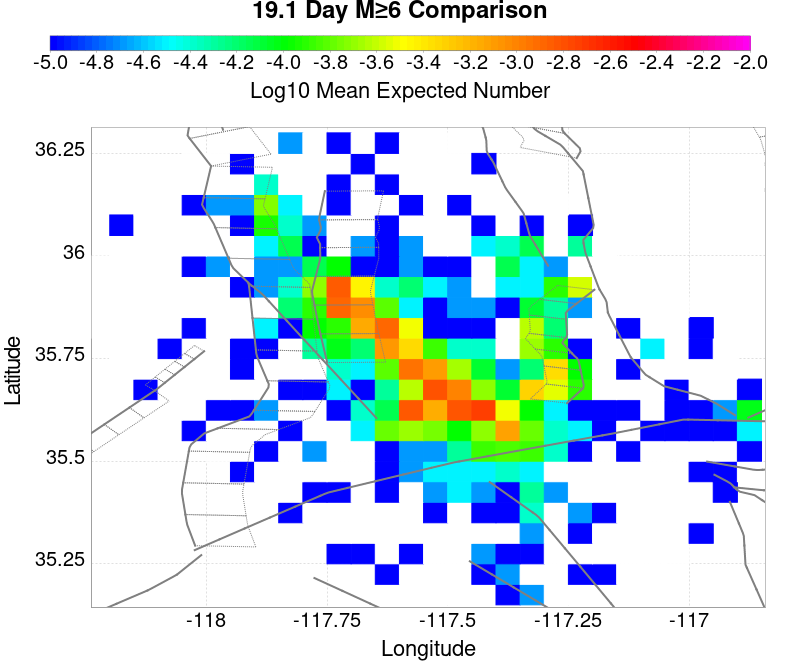 19.1 Day M≥6 Comparison
-5.0 -4.8 -4.6 -4.4 -4.2 -4.0 -3.8 -3.6 -3.4 -3.2 -3.0 -2.8 -2.6 -2.4 -2.2 -2.0
Log10 Mean Expected Number
36.25
36
35.75
35.5
35.25
Latitude
-118 -117.75 -117.5 -117.25 -117
Longitude